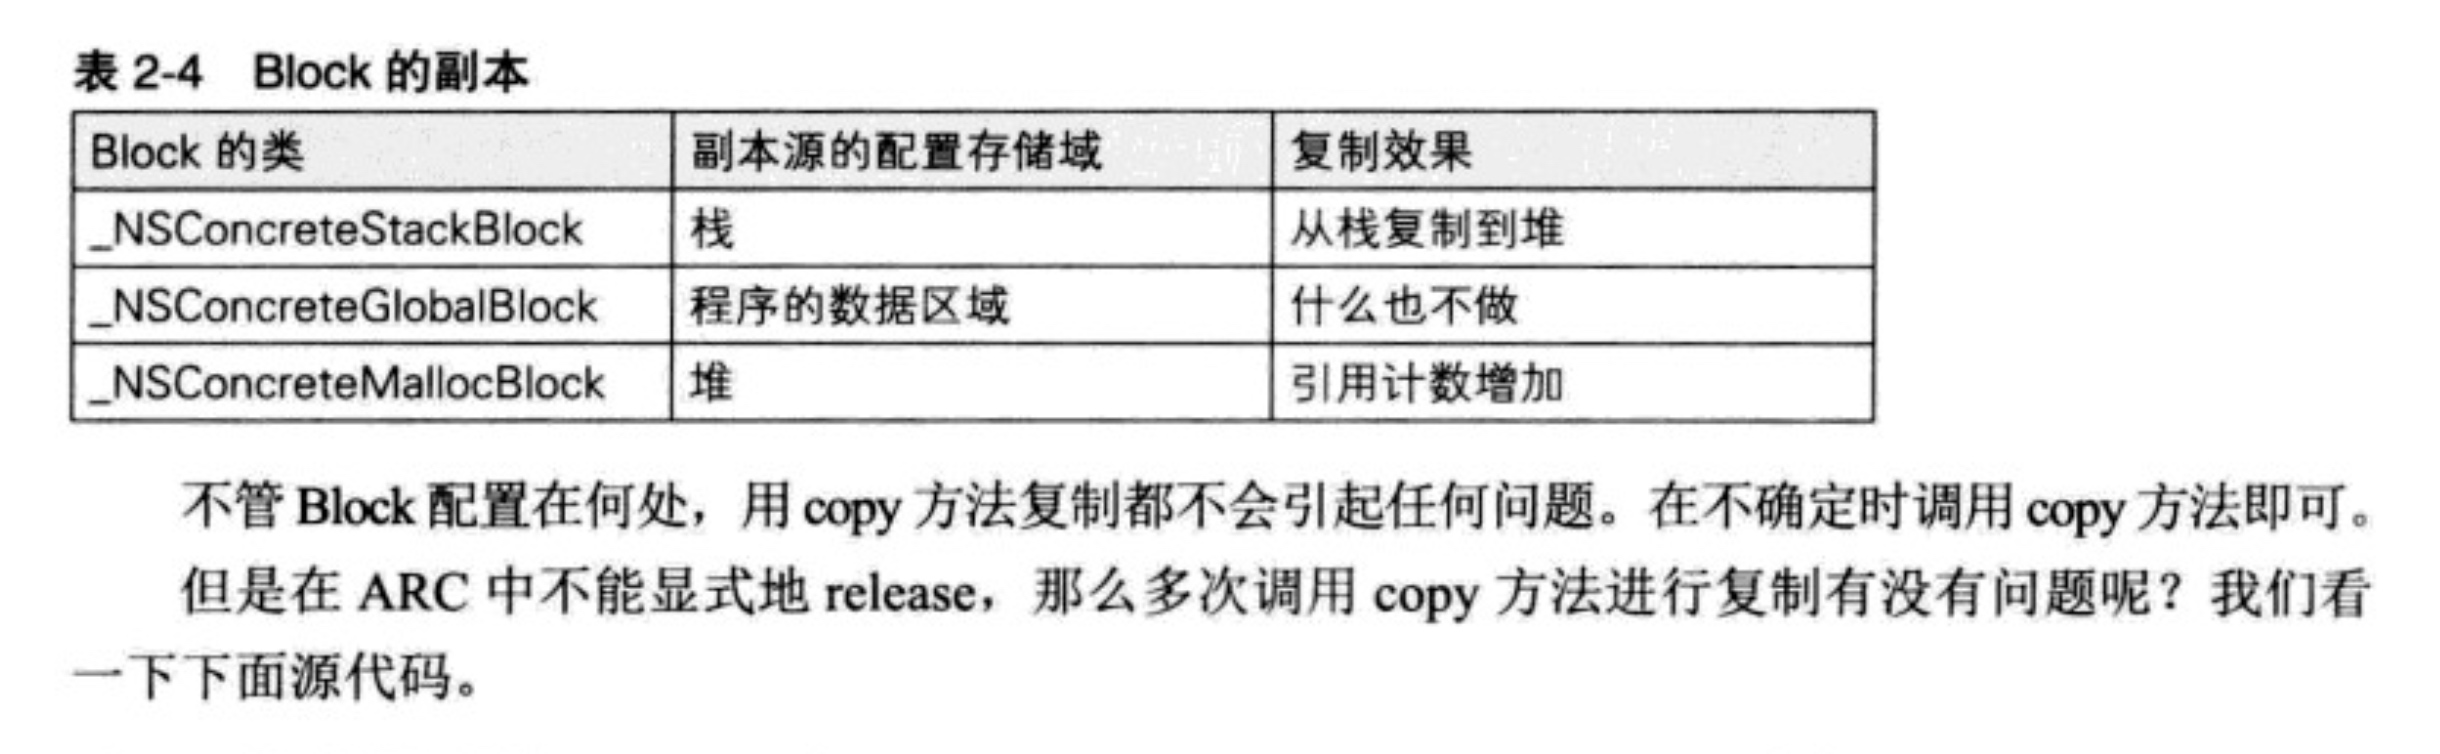 表 2-4 Block 的副本
Block 的类 副本源的配置存储域 复制效果
_NSConcreteStackBlock 栈 从栈复制到堆
_NSConcreteGlobalBlock 程序的数据区域 什么也不做
_NSConcreteMallocBlock 堆 引用计数增加
不管 Block 配置在何处，用 copy 方法复制都不会引起任何问题。在不确定时调用 copy 方法即可。
但是在 ARC 中不能显式地 release，那么多次调用 copy 方法进行复制有没有问题呢？我们看
一下下面源代码。